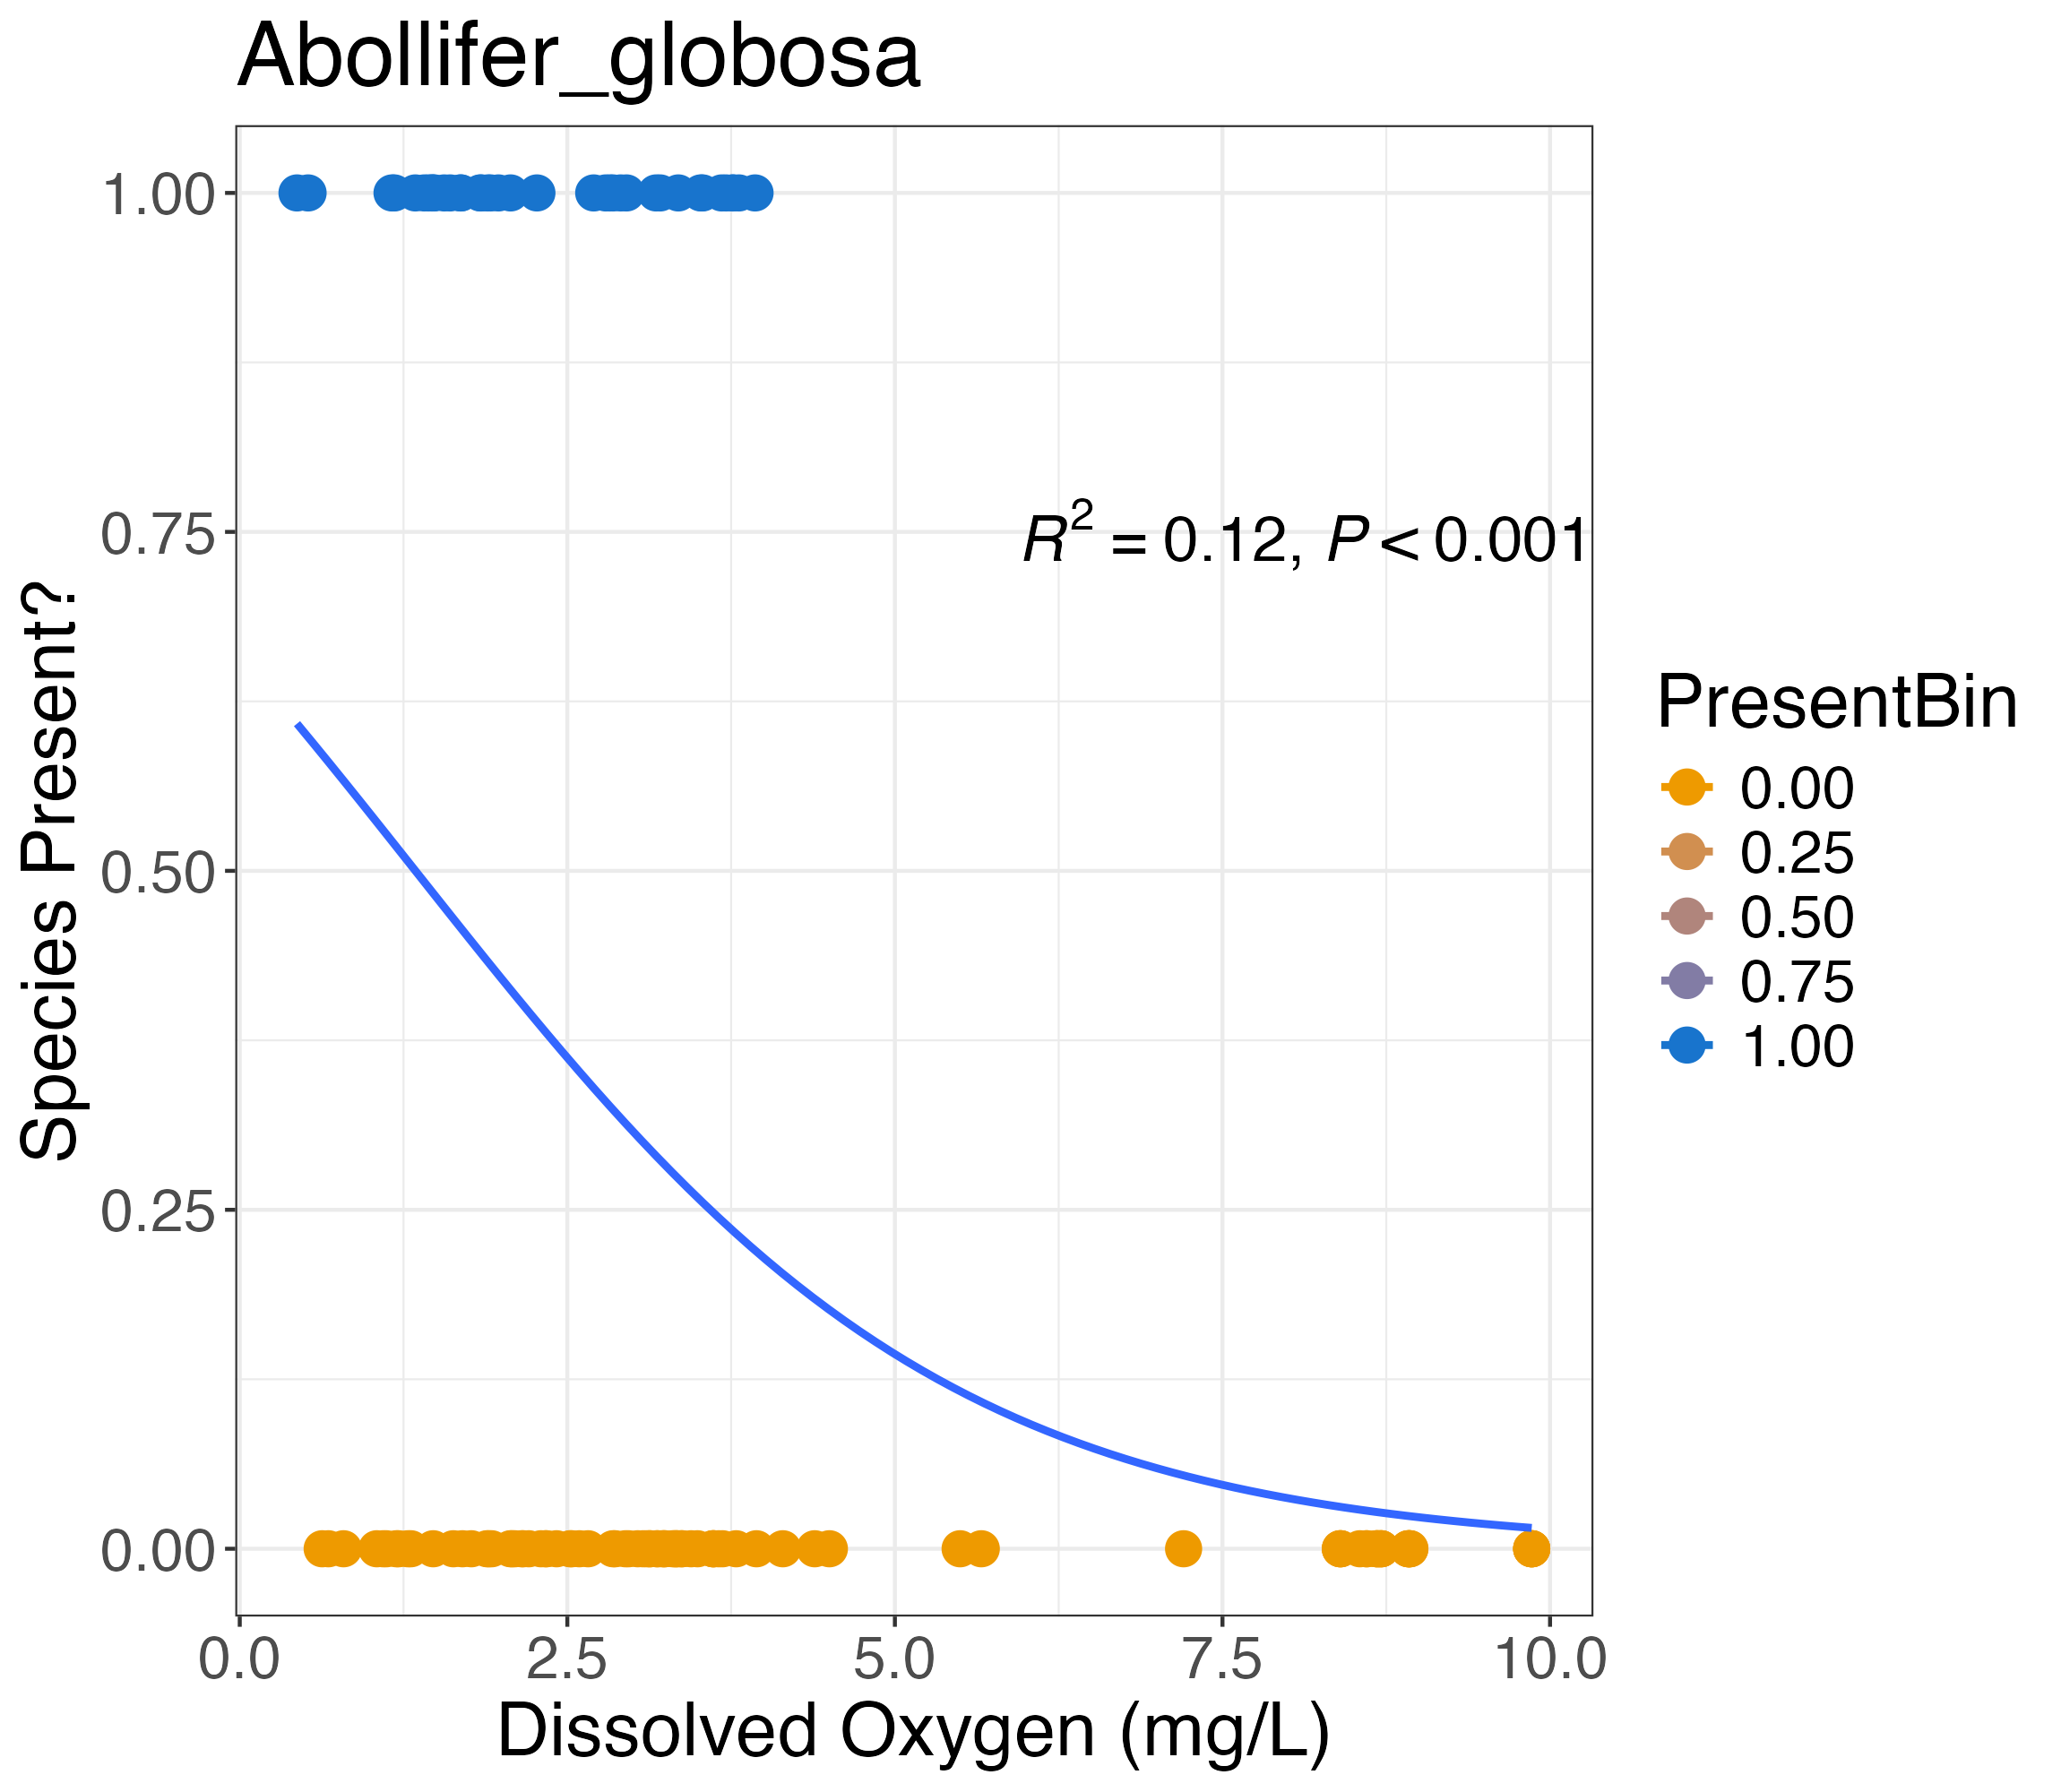 Abollifer_globosa
1.00
0.75
0.50
0.25
0.00
Species Present?
R² = 0.12, P < 0.001
0.0 2.5 5.0 7.5 10.0
Dissolved Oxygen (mg/L)
PresentBin
0.00
0.25
0.50
0.75
1.00